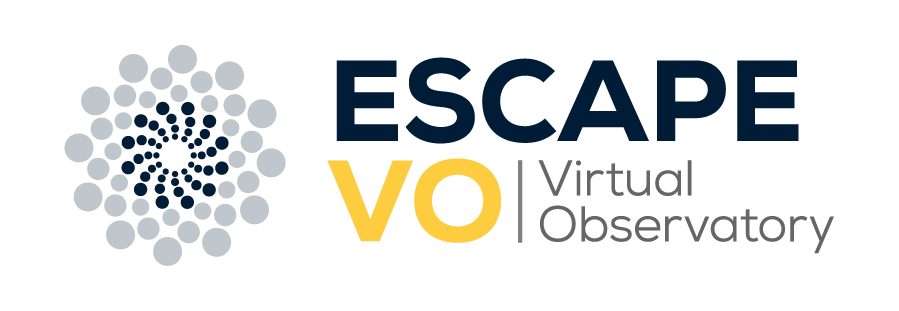 ESCAPE
VO | Virtual
Observatory